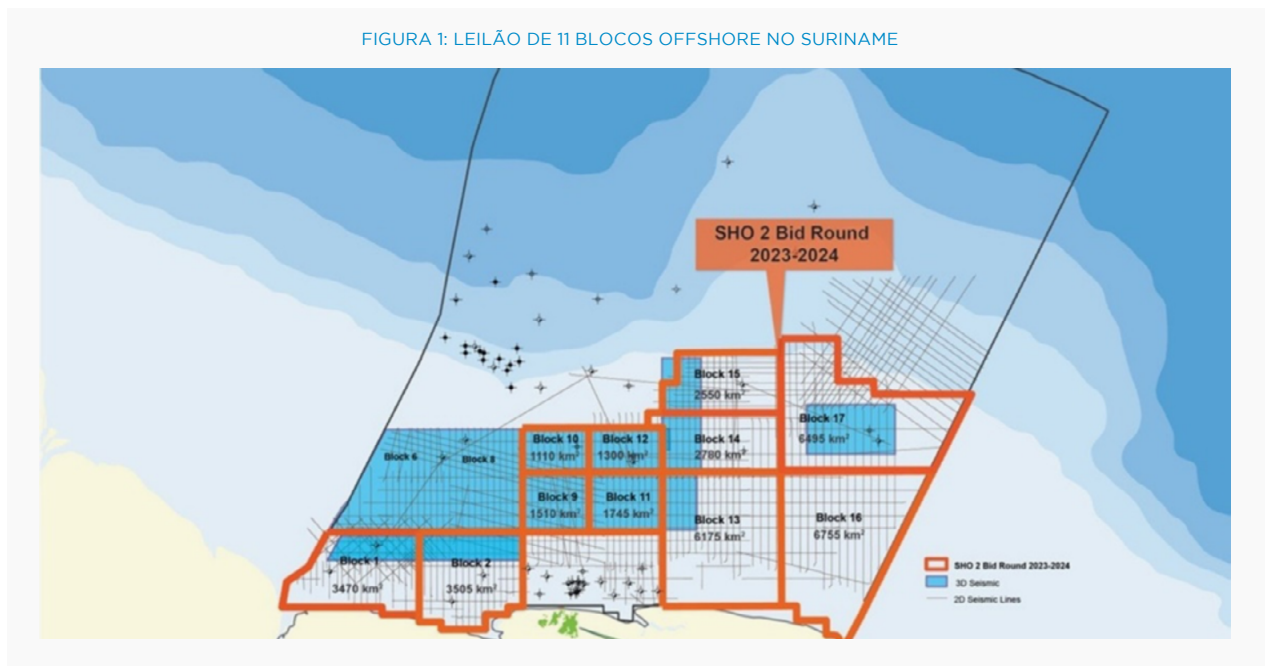 FIGURA 1: LEILÃO DE 11 BLOCOS OFFSHORE NO SURINAME
SHO 2 Bid Round
2023-2024
Block 15
2550 km²
Block 17
6495 km²
Block 10
1110 km²
Block 12
1300 km²
Block 14
2780 km²
Block 6
Block 8
Block 9
1510 km²
Block 11
1745 km²
Block 13
6175 km²
Block 16
6755 km²
Block 1
3470 km²
Block 2
3505 km²
SHO 2 Bid Round 2023-2024
3D Seismic
2D Seismic Lines